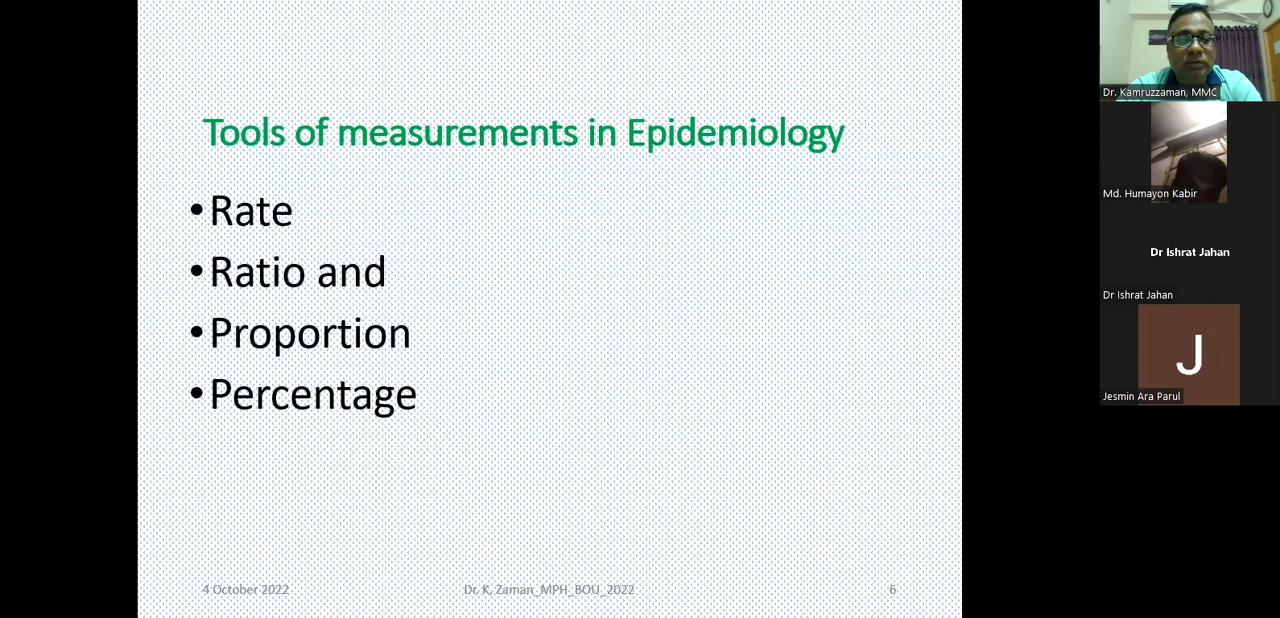 Tools of measurements in Epidemiology
•Rate
•Ratio and
•Proportion
•Percentage
4 October 2022
Dr. K, Zaman_MPH_BOU_2022
6
Dr. Kamruzzaman, MMC
Md. Humayon Kabir
Dr Ishrat Jahan
Dr Ishrat Jahan
J
Jesmin Ara Parul